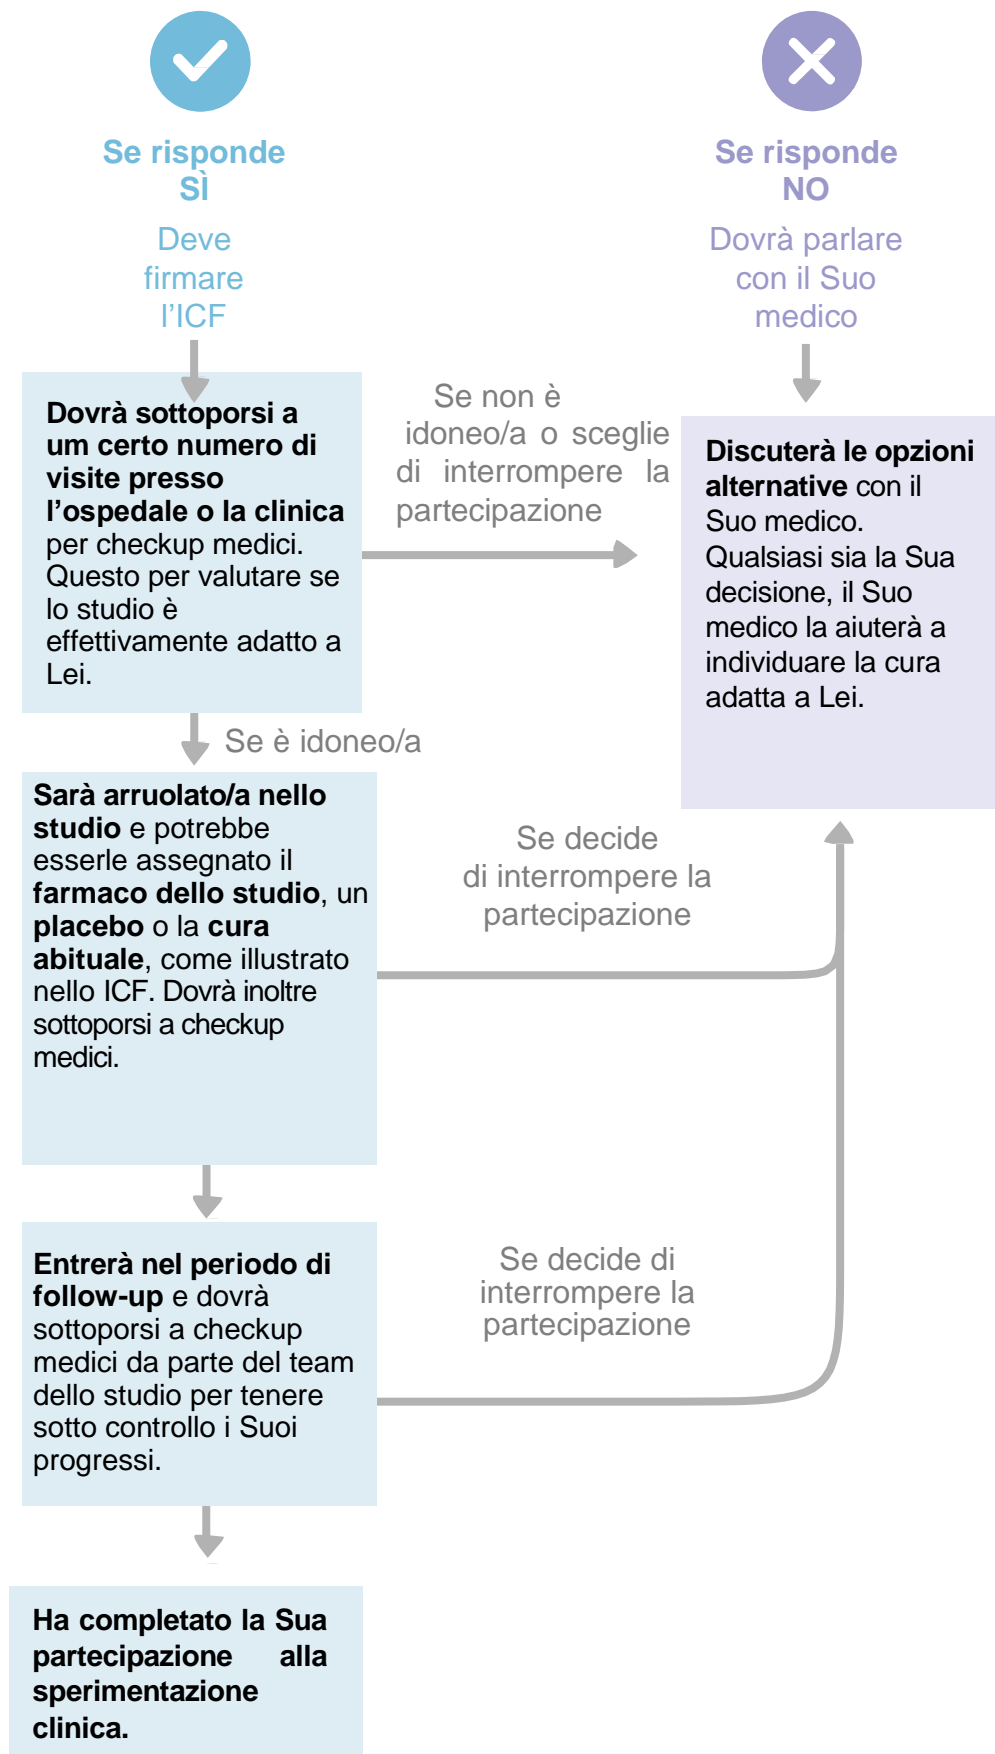 Se risponde
SÌ
Deve
firmare
l'ICF
Se risponde
NO
Dovrà parlare
con il Suo
medico
Dovrà sottoporsi a
um certo numero di
visite presso
l'ospedale o la clinica
per checkup medici.
Questo per valutare se
lo studio è
effettivamente adatto a
Lei.
Se non è
idoneo/a o sceglie
di interrompere la
partecipazione
Discuterà le opzioni
alternative con il
Suo medico.
Qualsiasi sia la Sua
decisione, il Suo
medico la aiuterà a
individuare la cura
adatta a Lei.
Se è idoneo/a
Sarà arruolato/a nello
studio e potrebbe
esserle assegnato il
farmaco dello studio, un
placebo o la cura
abituale, come illustrato
nello ICF. Dovrà inoltre
sottoporsi a checkup
medici.
Se decide
di interrompere la
partecipazione
Entrerà nel periodo di
follow-up e dovrà
sottoporsi a checkup
medici da parte del team
dello studio per tenere
sotto controllo i Suoi
progressi.
Se decide di
interrompere la
partecipazione
Ha completato la Sua
partecipazione alla
sperimentazione
clinica.